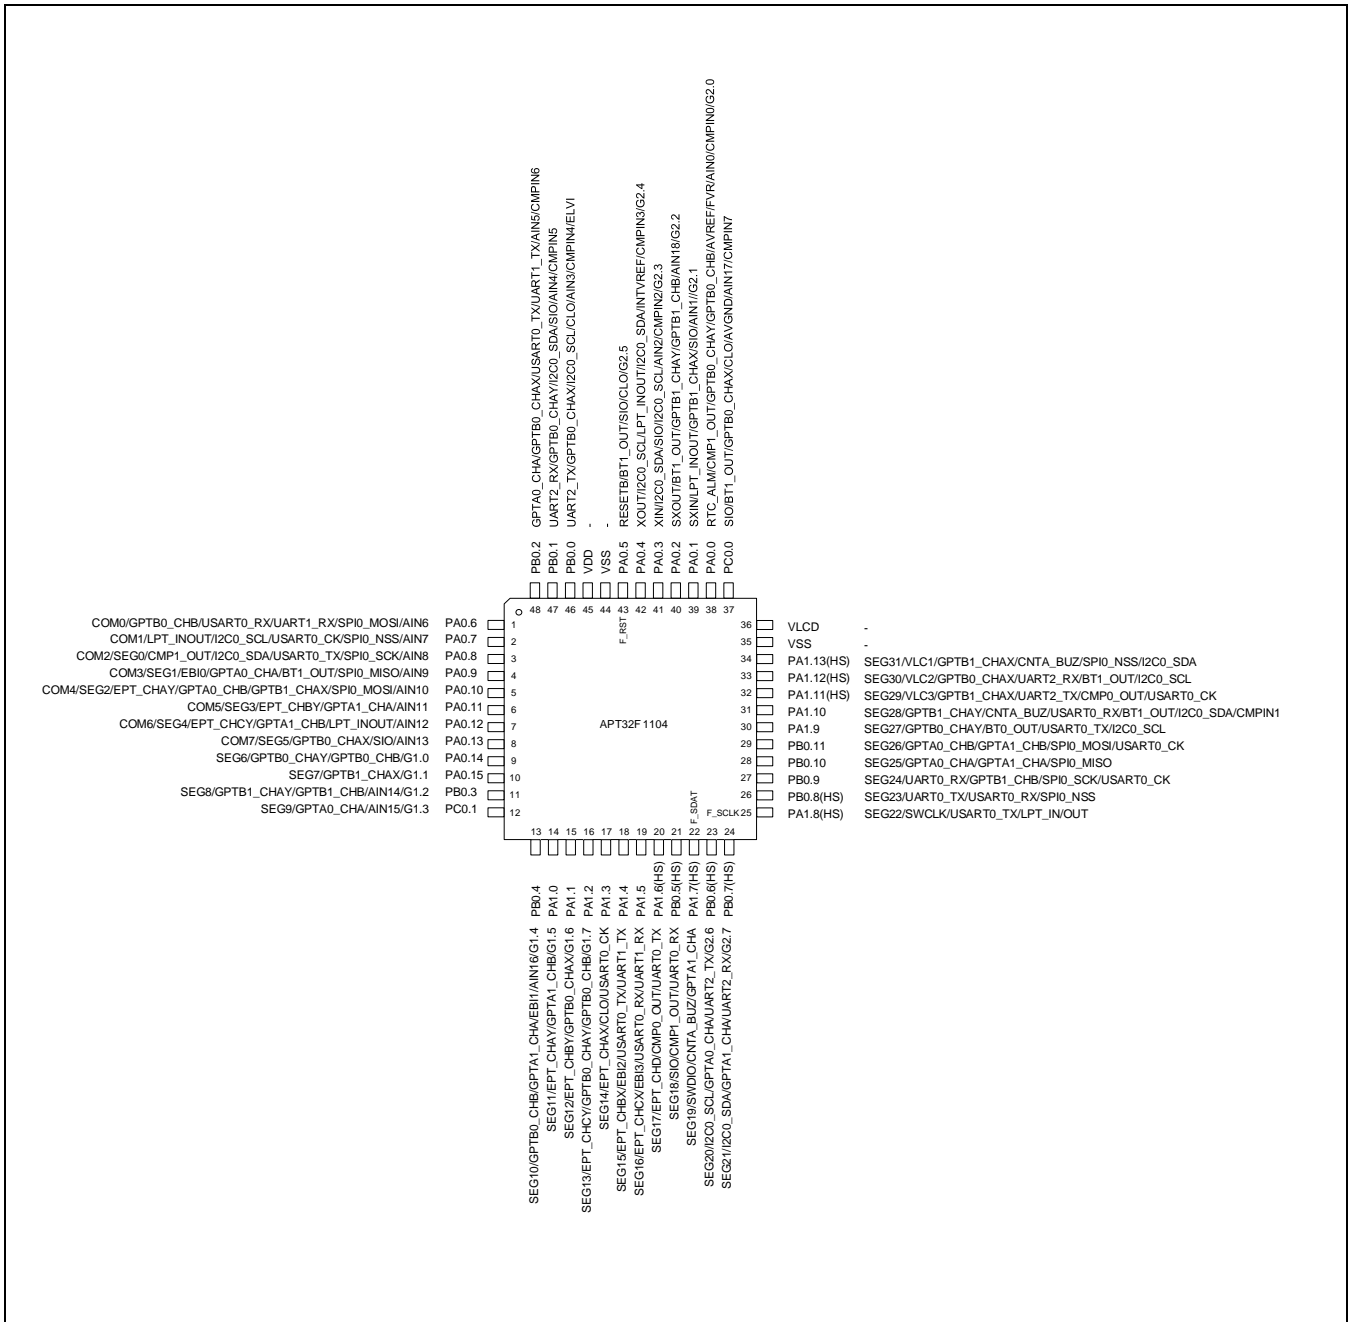 GPTA0_CHA/GPTB0_CHAX/USART0_TX/UART1_TX/AIN5/CMPIN6
UART2_RX/GPTB0_CHAY/I2C0_SDA/SIO/AIN4/CMPIN5
UART2_TX/GPTB0_CHAX/I2C0_SCL/CLO/AIN3/CMPIN4/ELVI
-
-
RESETB/BT1_OUT/SIO/CLO/G2.5
XOUT/I2C0_SCL/LPT_INOUT/I2C0_SDA/INTVREF/CMPIN3/G2.4
XIN/I2C0_SDA/SIO/I2C0_SCL/AIN2/CMPIN2/G2.3
SXOUT/BT1_OUT/GPTB1_CHAY/GPTB1_CHB/AIN18/G2.2
SXIN/LPT_INOUT/GPTB1_CHAX/SIO/AIN1//G2.1
RTC_ALM/CMP1_OUT/GPTB0_CHAY/GPTB0_CHB/AVREF/FVR/AIN0/CMPIN0/G2.0
SIO/BT1_OUT/GPTB0_CHAX/CLO/AVGND/AIN17/CMPIN7
PB0.2 PB0.1 PB0.0 VDD VSS PA0.5 PA0.4 PA0.3 PA0.2 PA0.1 PA0.0 PC0.0
48 47 46 45 44 43 42 41 40 39 38 37
F_RST
COM0/GPTB0_CHB/USART0_RX/UART1_RX/SPI0_MOSI/AIN6 PA0.6 1
COM1/LPT_INOUT/I2C0_SCL/USART0_CK/SPI0_NSS/AIN7 PA0.7 2
COM2/SEG0/CMP1_OUT/I2C0_SDA/USART0_TX/SPI0_SCK/AIN8 PA0.8 3
COM3/SEG1/EBI0/GPTA0_CHA/BT1_OUT/SPI0_MISO/AIN9 PA0.9 4
COM4/SEG2/EPT_CHAY/GPTA0_CHB/GPTB1_CHAX/SPI0_MOSI/AIN10 PA0.10 5
COM5/SEG3/EPT_CHBY/GPTA1_CHA/AIN11 PA0.11 6
COM6/SEG4/EPT_CHCY/GPTA1_CHB/LPT_INOUT/AIN12 PA0.12 7
COM7/SEG5/GPTB0_CHAX/SIO/AIN13 PA0.13 8
SEG6/GPTB0_CHAY/GPTB0_CHB/G1.0 PA0.14 9
SEG7/GPTB1_CHAX/G1.1 PA0.15 10
SEG8/GPTB1_CHAY/GPTB1_CHB/AIN14/G1.2 PB0.3 11
SEG9/GPTA0_CHA/AIN15/G1.3 PC0.1 12
APT32F1104
36 VLCD -
35 VSS -
34 PA1.13(HS) SEG31/VLC1/GPTB1_CHAX/CNTA_BUZ/SPI0_NSS/I2C0_SDA
33 PA1.12(HS) SEG30/VLC2/GPTB0_CHAX/UART2_RX/BT1_OUT/I2C0_SCL
32 PA1.11(HS) SEG29/VLC3/GPTB1_CHAX/UART2_TX/CMP0_OUT/USART0_CK
31 PA1.10 SEG28/GPTB1_CHAY/CNTA_BUZ/USART0_RX/BT1_OUT/I2C0_SDA/CMPIN1
30 PA1.9 SEG27/GPTB0_CHAY/BT0_OUT/USART0_TX/I2C0_SCL
29 PB0.11 SEG26/GPTA0_CHB/GPTA1_CHB/SPI0_MOSI/USART0_CK
28 PB0.10 SEG25/GPTA0_CHA/GPTA1_CHA/SPI0_MISO
27 PB0.9 SEG24/UART0_RX/GPTB1_CHB/SPI0_SCK/USART0_CK
26 PB0.8(HS) SEG23/UART0_TX/USART0_RX/SPI0_NSS
F_SCLK 25 PA1.8(HS) SEG22/SWCLK/USART0_TX/LPT_IN/OUT
F_SDAT
13 14 15 16 17 18 19 20 21 22 23 24
PB0.4 PA1.0 PA1.1 PA1.2 PA1.3 PA1.4 PA1.5 PA1.6(HS) PB0.5(HS) PA1.7(HS) PB0.6(HS) PB0.7(HS)
SEG10/GPTB0_CHB/GPTA1_CHA/EBI1/AIN16/G1.4
SEG11/EPT_CHAY/GPTA1_CHB/G1.5
SEG12/EPT_CHBY/GPTB0_CHAX/G1.6
SEG13/EPT_CHCY/GPTB0_CHAY/GPTB0_CHB/G1.7
SEG14/EPT_CHAX/CLO/USART0_CK
SEG15/EPT_CHBX/EBI2/USART0_TX/UART1_TX
SEG16/EPT_CHCX/EBI3/USART0_RX/UART1_RX
SEG17/EPT_CHD/CMP0_OUT/UART0_TX
SEG18/SIO/CMP1_OUT/UART0_RX
SEG19/SWDIO/CNTA_BUZ/GPTA1_CHA
SEG20/I2C0_SCL/GPTA0_CHA/UART2_TX/G2.6
SEG21/I2C0_SDA/GPTA1_CHA/UART2_RX/G2.7